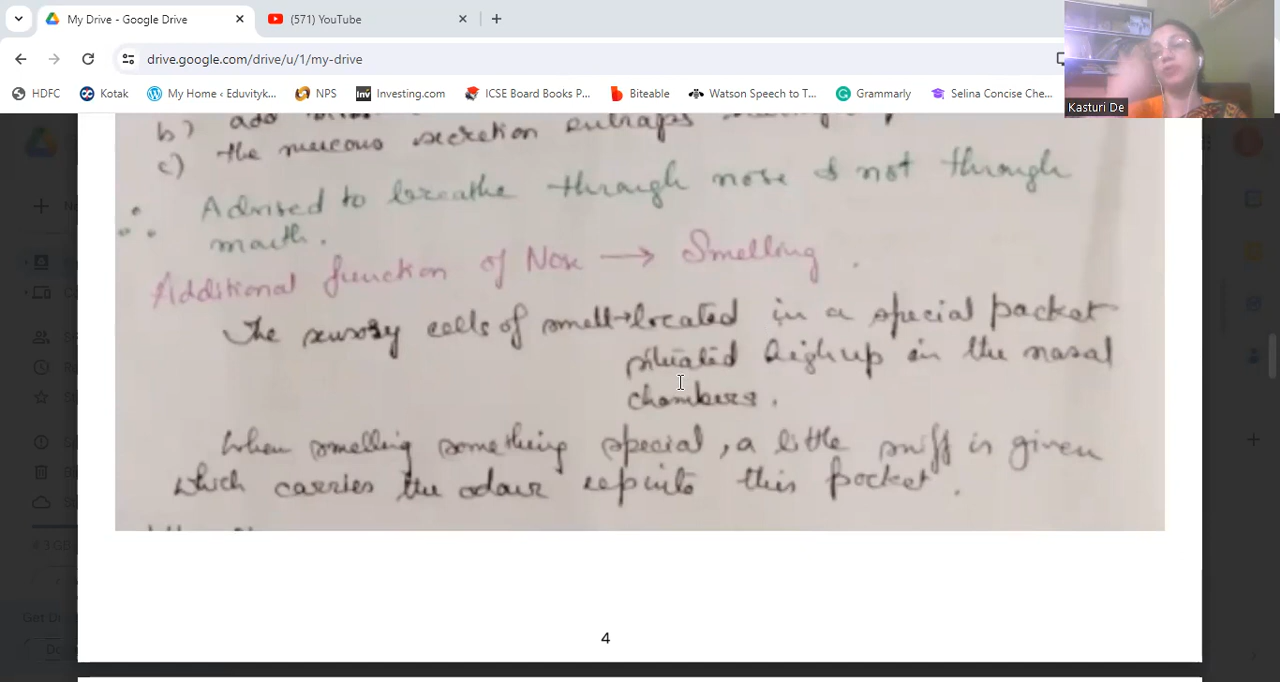 My Drive - Google Drive
(571) YouTube
drive.google.com/drive/u/1/my-drive
HDFC Kotak My Home ‹ Eduvityk... NPS Investing.com ICSE Board Books P... Biteable Watson Speech to T... Grammarly Selina Concise Che...
Kasturi De
b) add
c) the mucous secretion entraps
∴ Advised to breathe through nose & not through
mouth.
Additional function of Nose → Smelling .
The sensory cells of smell→located in a special pocket
situated high up in the nasal
chambers .
When smelling something special , a little sniff is given
which carries the odour up into this pocket .
4